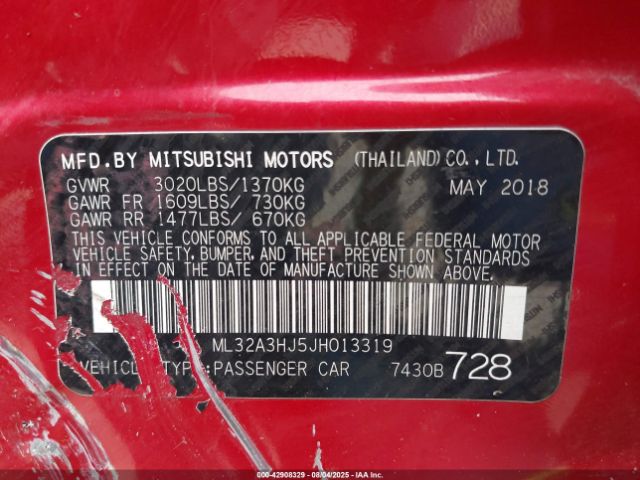 MFD.BY MITSUBISHI MOTORS (THAILAND) CO., LTD.
GVWR 3020LBS/1370KG MAY 2018
GAWR FR 1609LBS/ 730KG
GAWR RR 1477LBS/ 670KG
THIS VEHICLE CONFORMS TO ALL APPLICABLE FEDERAL MOTOR
VEHICLE SAFETY, BUMPER, AND THEFT PREVENTION STANDARDS
IN EFFECT ON THE DATE OF MANUFACTURE SHOWN ABOVE.
ML32A3HJ5JH013319
VEHICLE TYPE:PASSENGER CAR 7430B 728
000-42908329 - 08/04/2025 - IAA Inc.